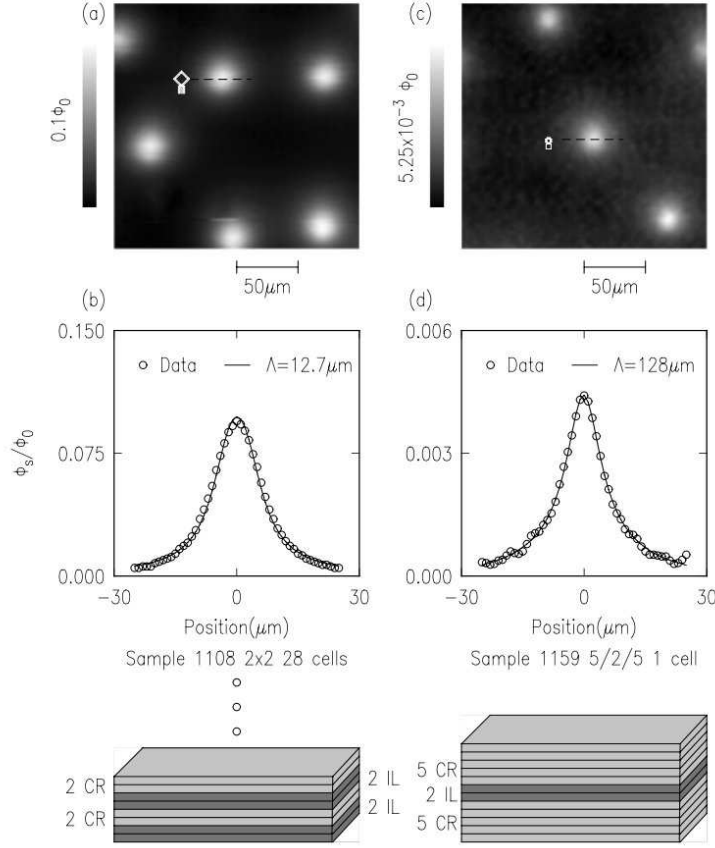 (a)
0.1Φ₀
50μm
(c)
5.25x10⁻³ Φ₀
50μm
(b)
0.150
0.075
0.000
Φₛ/Φ₀
Data
Λ=12.7μm
-30
0
30
Position(μm)
Sample 1108 2x2 28 cells
(d)
0.006
0.003
0.000
Data
Λ=128μm
-30
0
30
Position(μm)
Sample 1159 5/2/5 1 cell
2 CR
2 CR
2 IL
2 IL
5 CR
2 IL
5 CR